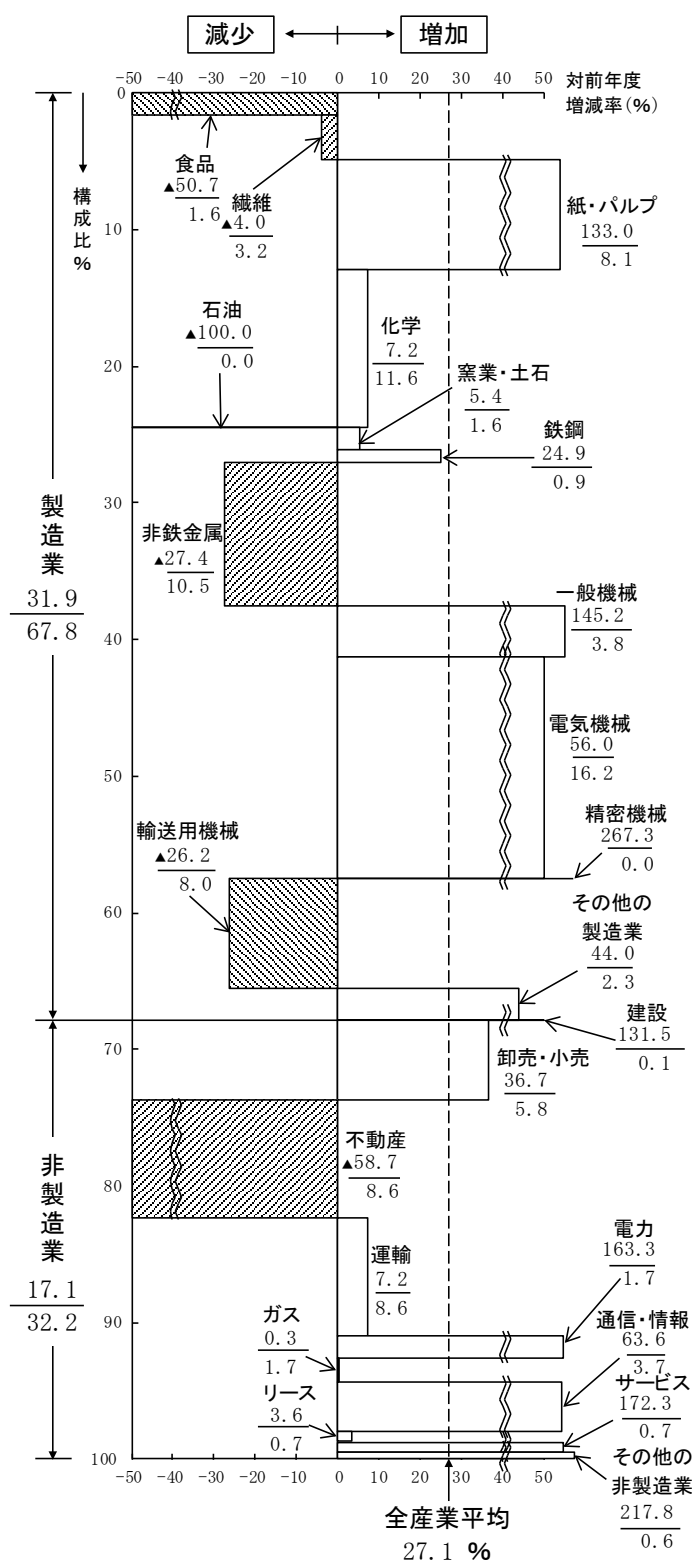 減少
増加
-50 -40 -30 -20 -10 0 10 20 30 40 50
対前年度
増減率(%)
0
構成比%
食品
▲50.7
1.6
繊維
▲4.0
3.2
紙・パルプ
133.0
8.1
10
石油
▲100.0
0.0
化学
7.2
11.6
20
窯業・土石
5.4
1.6
鉄鋼
24.9
0.9
30
製造業
31.9
67.8
非鉄金属
▲27.4
10.5
一般機械
145.2
3.8
40
電気機械
56.0
16.2
50
精密機械
267.3
0.0
輸送用機械
▲26.2
8.0
60
その他の
製造業
44.0
2.3
建設
131.5
0.1
70
卸売・小売
36.7
5.8
非製造業
17.1
32.2
不動産
▲58.7
8.6
80
運輸
7.2
8.6
電力
163.3
1.7
90
ガス
0.3
1.7
通信・情報
63.6
3.7
リース
3.6
0.7
サービス
172.3
0.7
100
その他の
非製造業
217.8
0.6
-50 -40 -30 -20 -10 0 10 20 30 40 50
全産業平均
27.1 %